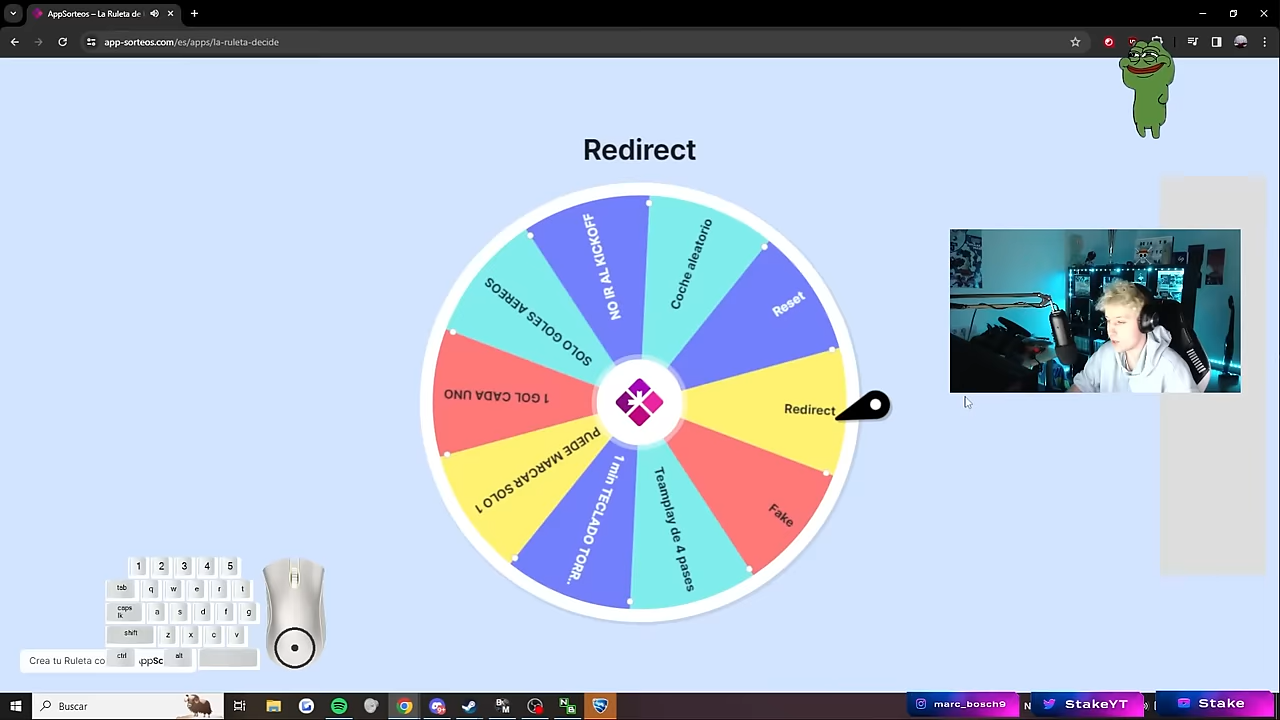 AppSorteos – La Ruleta de
app-sorteos.com/es/apps/la-ruleta-decide
Redirect
NO IR AL KICKOFF
Coche aleatorio
Reset
Redirect
Fake
Teamplay de 4 pases
1 min TECLADO TORR..
PUEDE MARCAR SOLO 1
1 GOL CADA UNO
SOLO GOLES AEREOS
1 2 3 4 5
tab q w e r t
caps lk a s d f g
shift z x c v
ctrl alt
Crea tu Ruleta co
Buscar
marc_bosch9
StakeYT
Stake